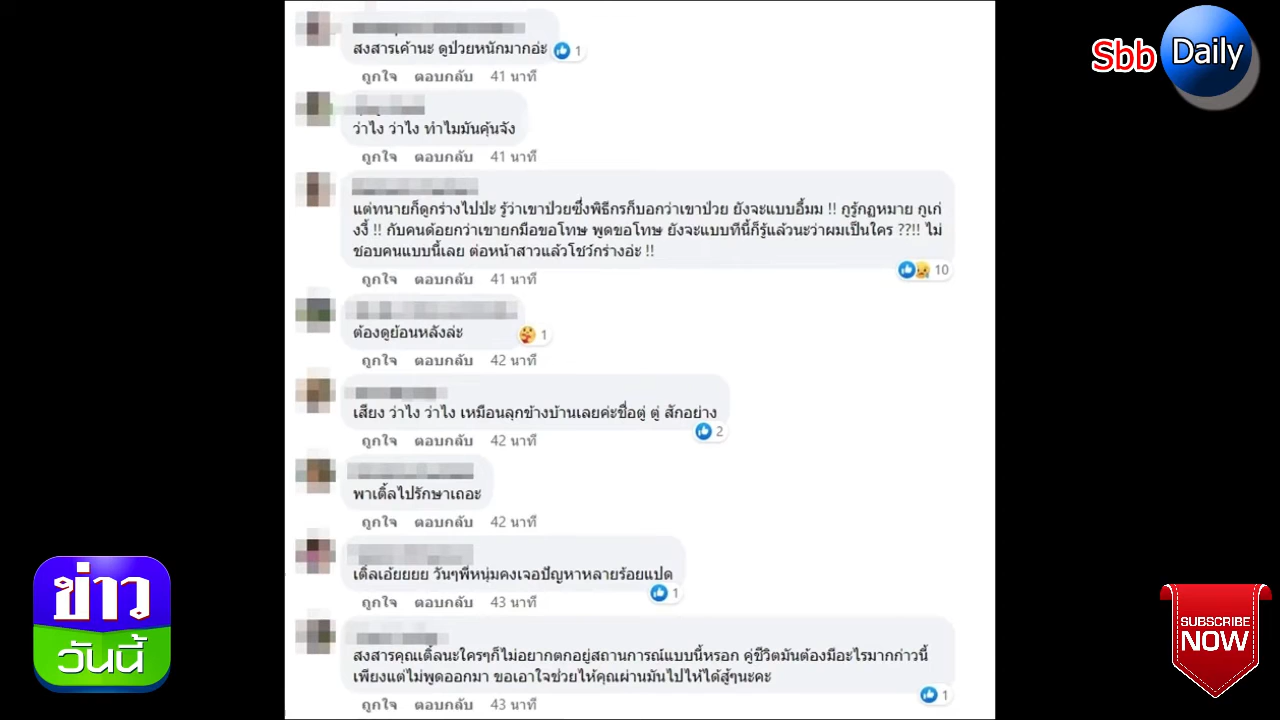 สงสารเค้านะ ดูป่วยหนักมากอ่ะ 1
ถูกใจ ตอบกลับ 41 นาที
ว่าไง ว่าไง ทำไมมันคุ้นจัง
ถูกใจ ตอบกลับ 41 นาที
แต่ทนายก็ดูกร่างไปปะ รู้ว่าเขาป่วยซึ่งพิธีกรก็บอกว่าเขาป่วย ยังจะแบบอื้มม !! กูรู้กฏหมาย กูเก่
งงี้ !! กับคนด้อยกว่าเขายกมือขอโทษ พูดขอโทษ ยังจะแบบทีนี้ก็รู้แล้วนะว่าผมเป็นใคร ??!! ไม่
ชอบคนแบบนี้เลย ต่อหน้าสาวแล้วโชว์กร่างอ่ะ !!
10
ถูกใจ ตอบกลับ 41 นาที
ต้องดูย้อนหลังล่ะ 1
ถูกใจ ตอบกลับ 42 นาที
เสียง ว่าไง ว่าไง เหมือนลุกข้างบ้านเลยค่ะชื่อตู่ ตู่ สักอย่าง
2
ถูกใจ ตอบกลับ 42 นาที
พาเติ้ลไปรักษาเถอะ
ถูกใจ ตอบกลับ 42 นาที
เติ้ลเอ้ยยยย วันๆพี่หนุ่มคงเจอปัญหาหลายร้อยแปด
1
ถูกใจ ตอบกลับ 43 นาที
สงสารคุณเติ้ลนะใครๆก็ไม่อยากตกอยู่สถานการณ์แบบนี้หรอก คู่ชีวิตมันต้องมีอะไรมากก่าวนี้
เพียงแต่ไม่พูดออกมา ขอเอาใจช่วยไห้คุณผ่านมันไปไห้ได้สู้ๆนะคะ
1
ถูกใจ ตอบกลับ 43 นาที
Sbb Daily
ข่าว
วันนี้
SUBSCRIBE
NOW